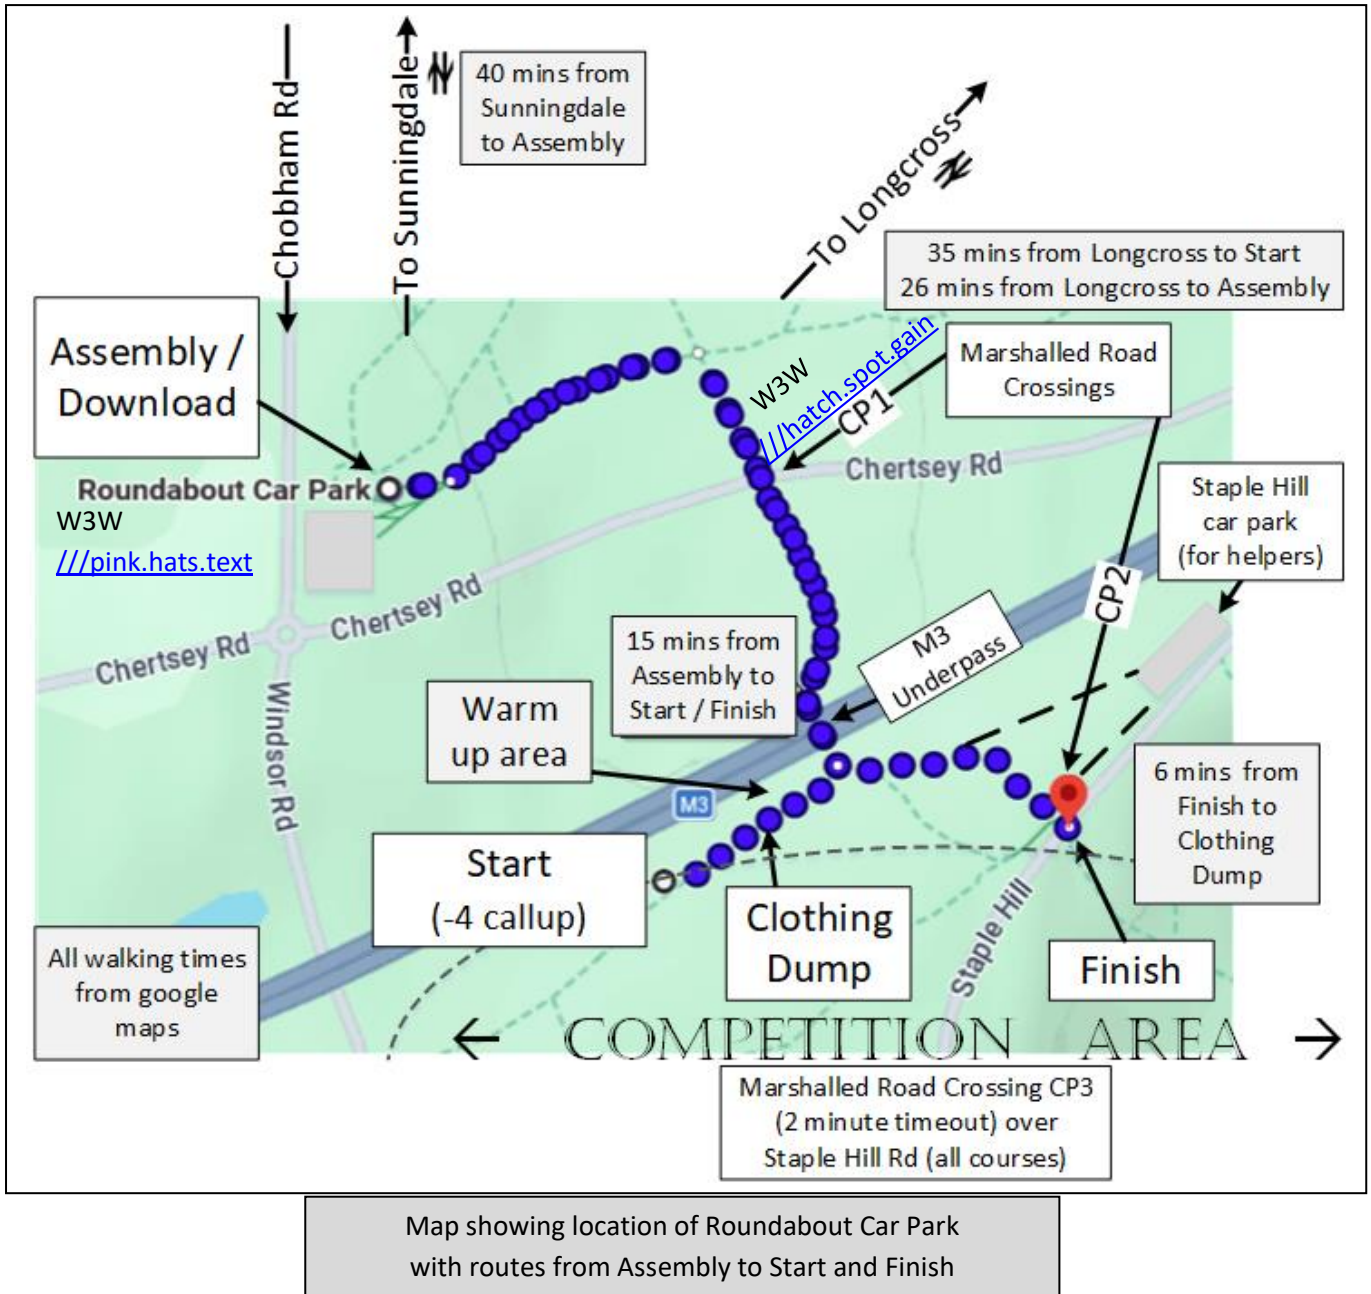 Chobham Rd
To Sunningdale
40 mins from
Sunningdale
to Assembly
To Longcross
35 mins from Longcross to Start
26 mins from Longcross to Assembly
Assembly /
Download
W3W
///hatch.spot.gain
CP1
Marshalled Road
Crossings
Chertsey Rd
Roundabout Car Park
W3W
///pink.hats.text
Staple Hill
car park
(for helpers)
CP2
Chertsey Rd
Chertsey Rd
15 mins from
Assembly to
Start / Finish
M3
Underpass
Windsor Rd
Warm
up area
M3
6 mins from
Finish to
Clothing
Dump
Start
(-4 callup)
Clothing
Dump
Staple Hill
Finish
All walking times
from google
maps
← COMPETITION AREA →
Marshalled Road Crossing CP3
(2 minute timeout) over
Staple Hill Rd (all courses)
Map showing location of Roundabout Car Park
with routes from Assembly to Start and Finish